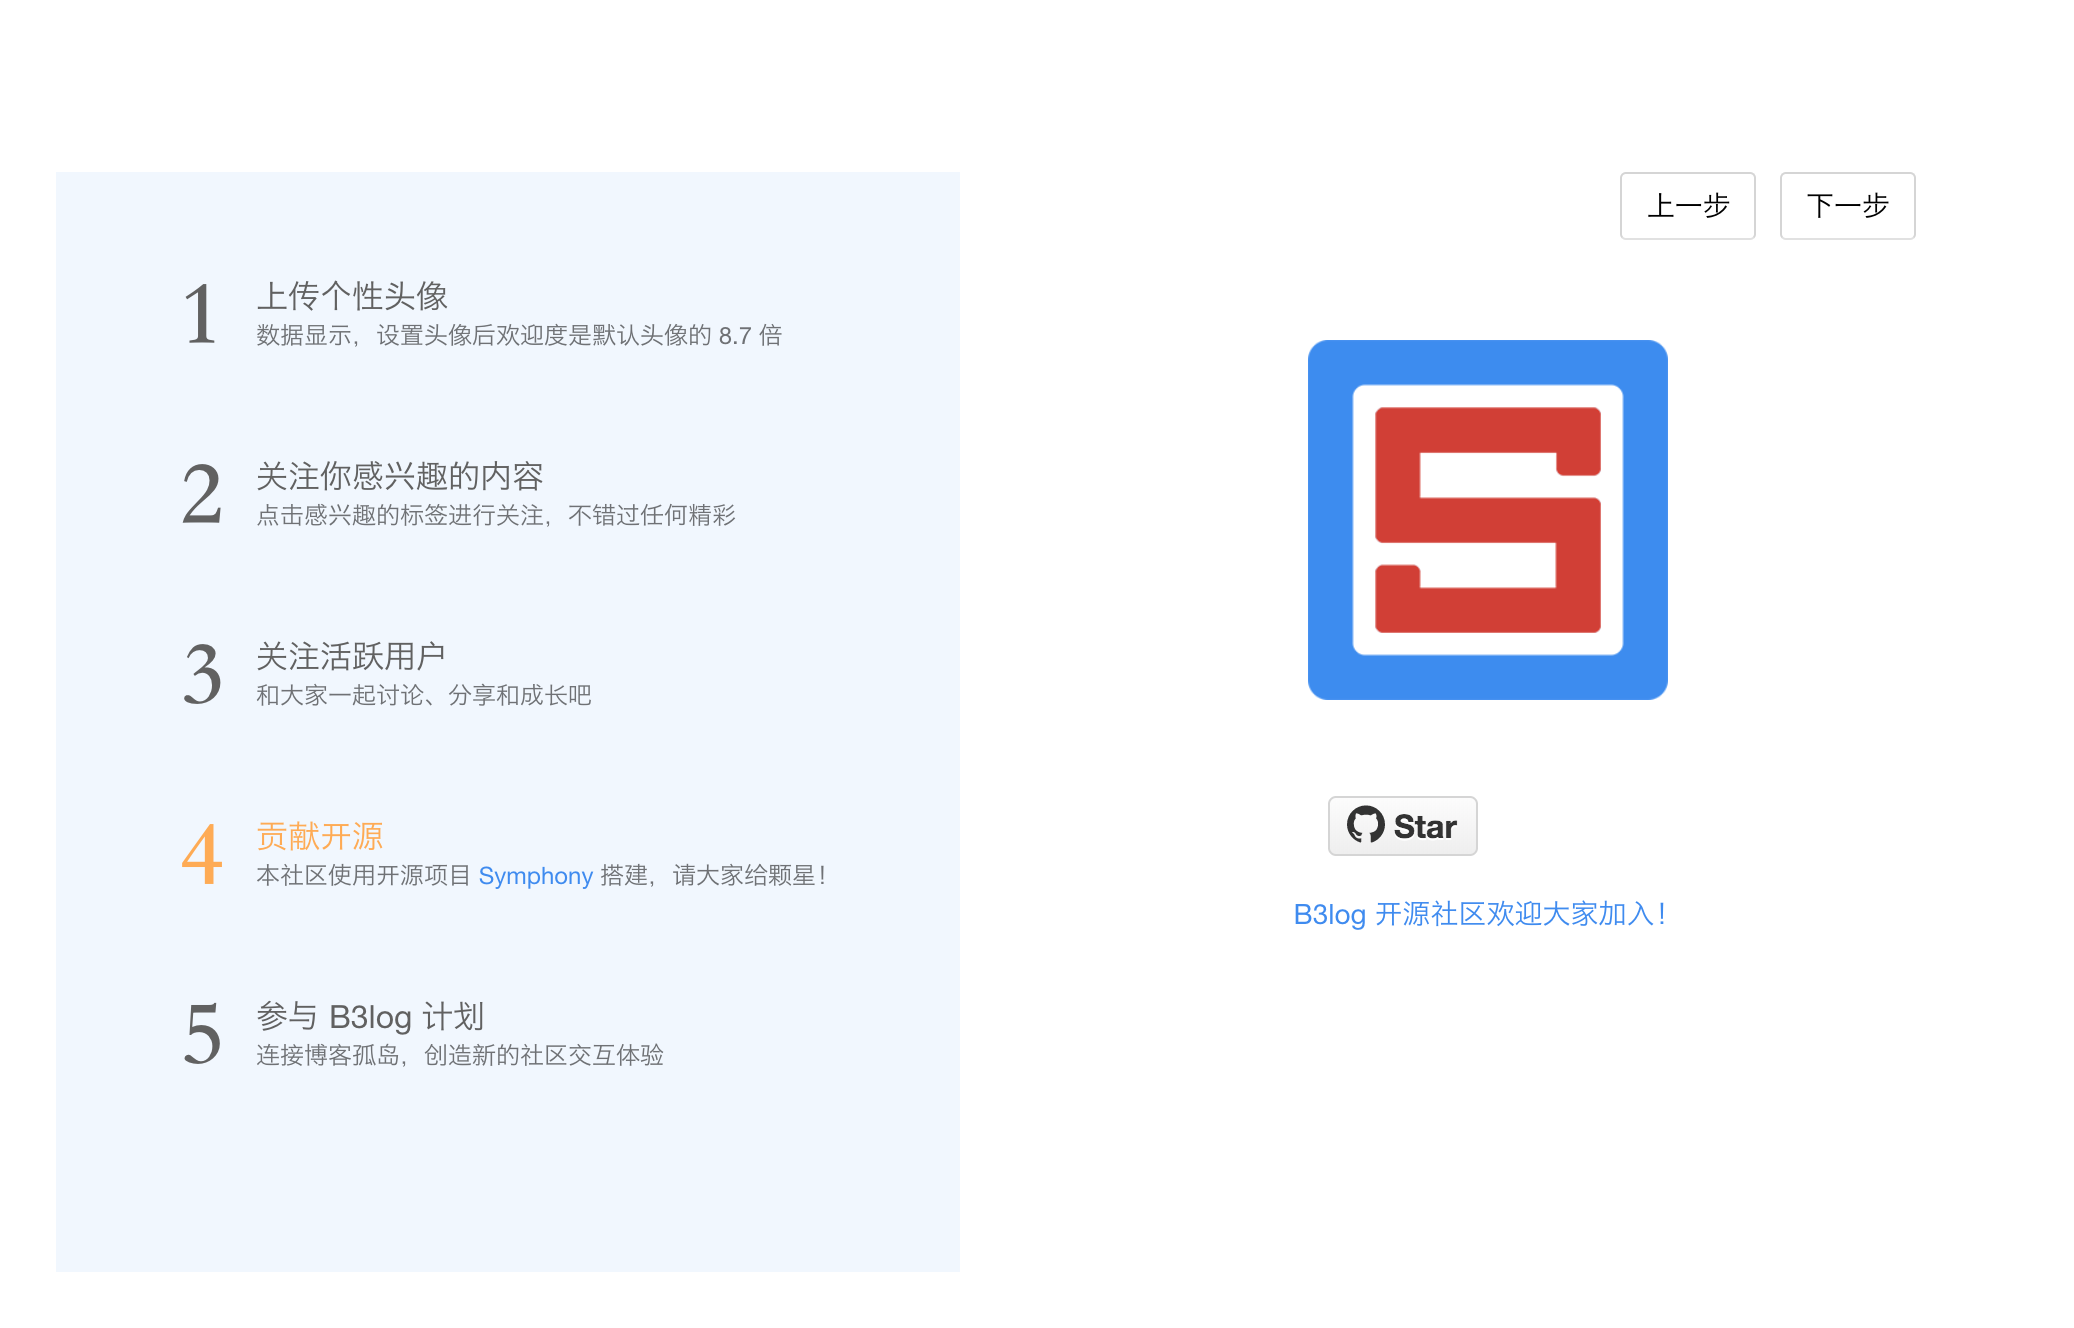 1
上传个性头像
数据显示，设置头像后欢迎度是默认头像的 8.7 倍
2
关注你感兴趣的内容
点击感兴趣的标签进行关注，不错过任何精彩
3
关注活跃用户
和大家一起讨论、分享和成长吧
4
贡献开源
本社区使用开源项目 Symphony 搭建，请大家给颗星！
5
参与 B3log 计划
连接博客孤岛，创造新的社区交互体验
上一步
下一步
S
Star
B3log 开源社区欢迎大家加入！